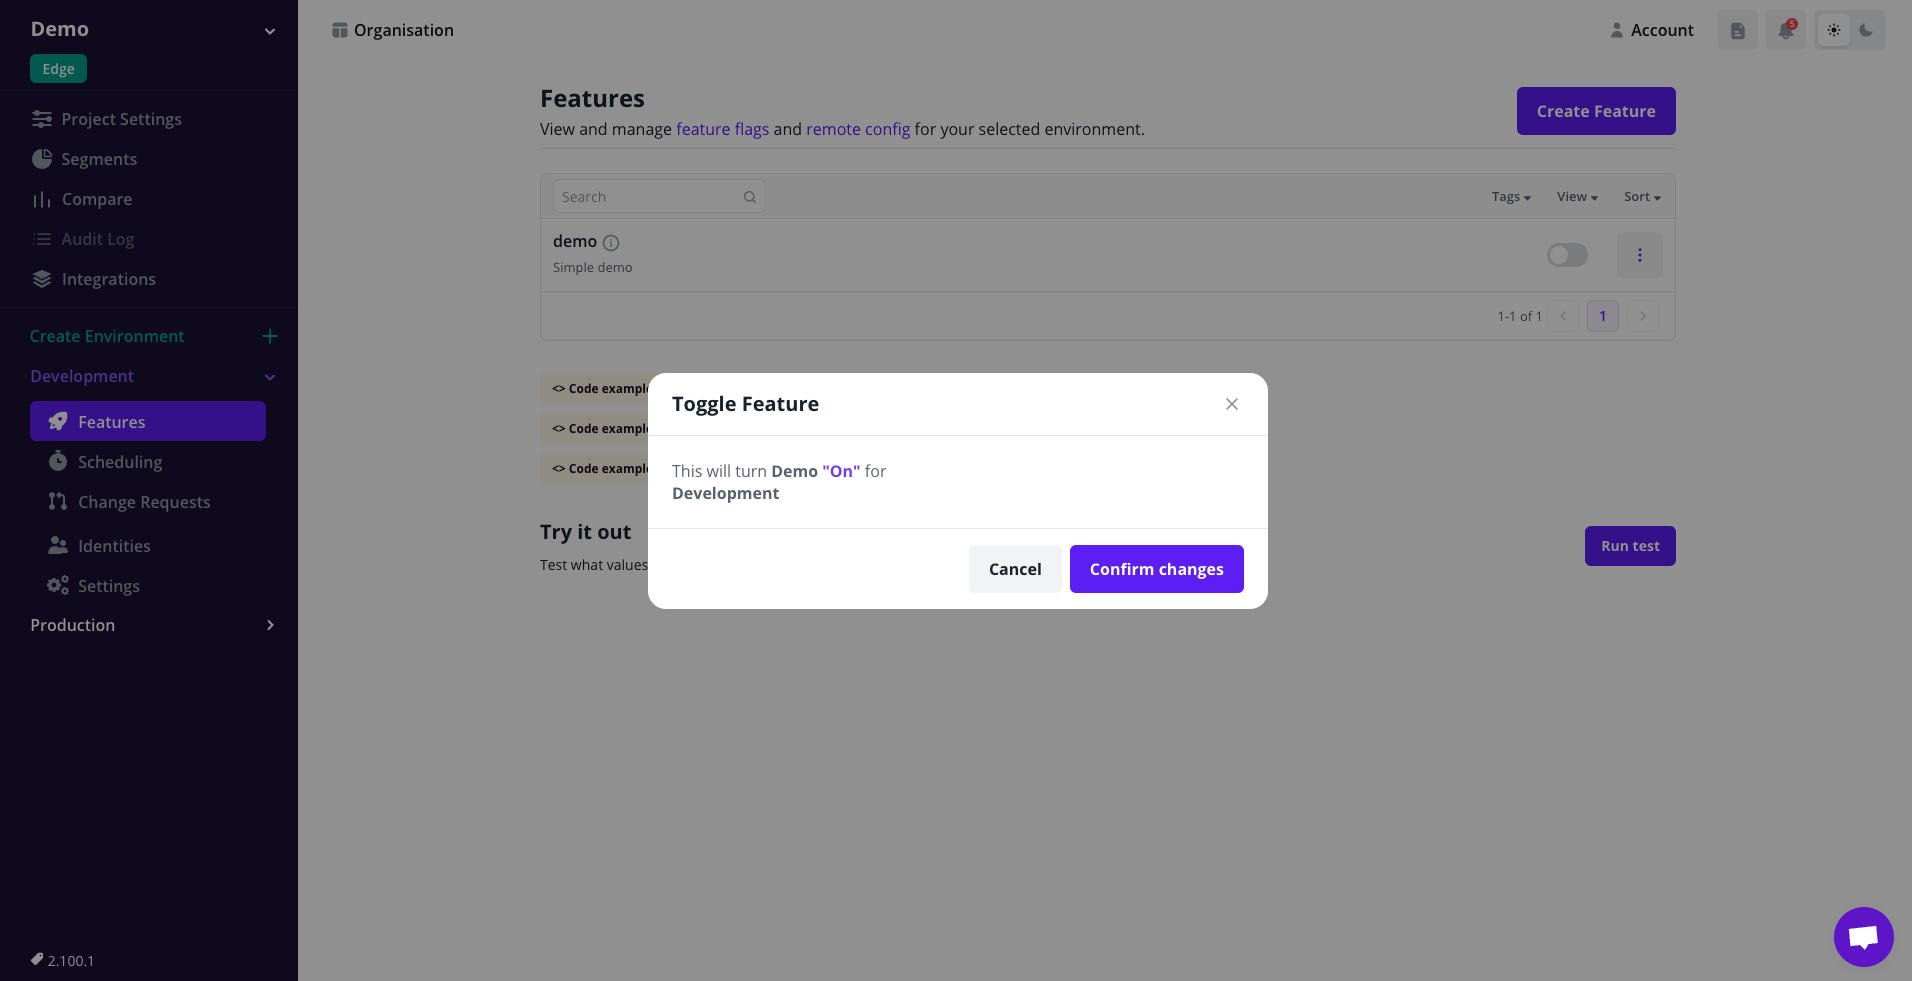 Demo
Edge
Project Settings
Segments
Compare
Audit Log
Integrations
Create Environment
Development
Features
Scheduling
Change Requests
Identities
Settings
Production
2.100.1
Organisation
Account
5
Features
View and manage feature flags and remote config for your selected environment.
Create Feature
Search
Tags
View
Sort
demo
Simple demo
1-1 of 1
1
<> Code example
<> Code example
<> Code example
Try it out
Test what values
Run test
Toggle Feature
This will turn Demo "On" for
Development
Cancel
Confirm changes